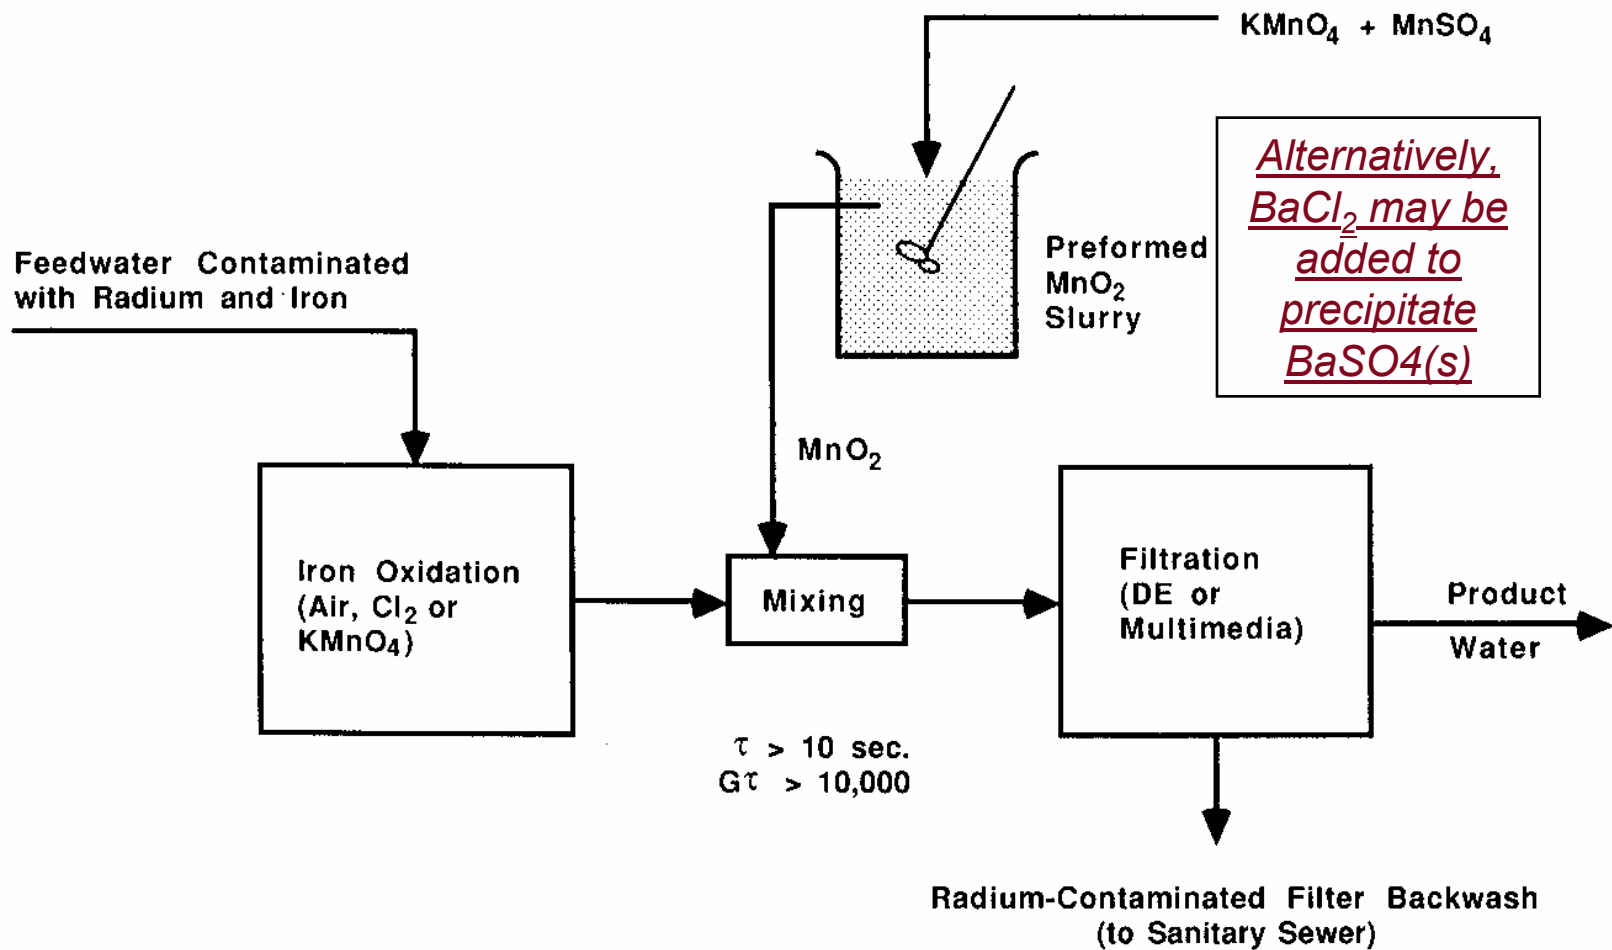 KMnO₄ + MnSO₄
Alternatively,
BaCl₂ may be
added to
precipitate
BaSO4(s)
Preformed
MnO₂
Slurry
Feedwater Contaminated
with Radium and Iron
MnO₂
Iron Oxidation
(Air, Cl₂ or
KMnO₄)
Mixing
τ > 10 sec.
Gτ > 10,000
Filtration
(DE or
Multimedia)
Product
Water
Radium-Contaminated Filter Backwash
(to Sanitary Sewer)